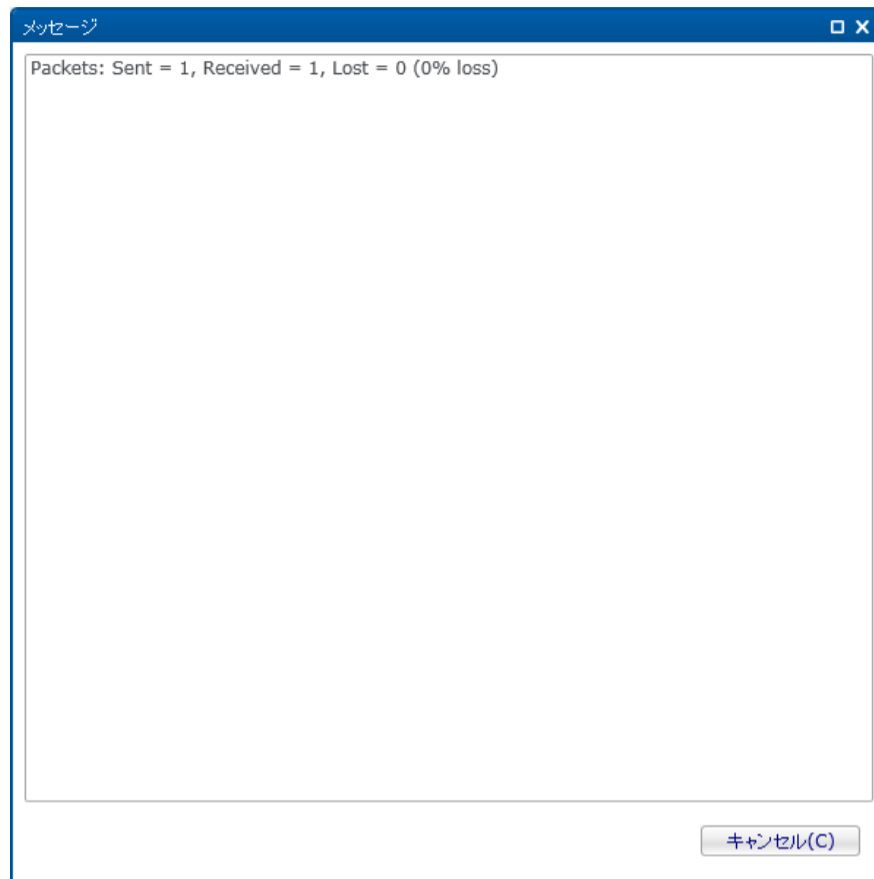 メッセージ
Packets: Sent = 1, Received = 1, Lost = 0 (0% loss)
キャンセル(C)